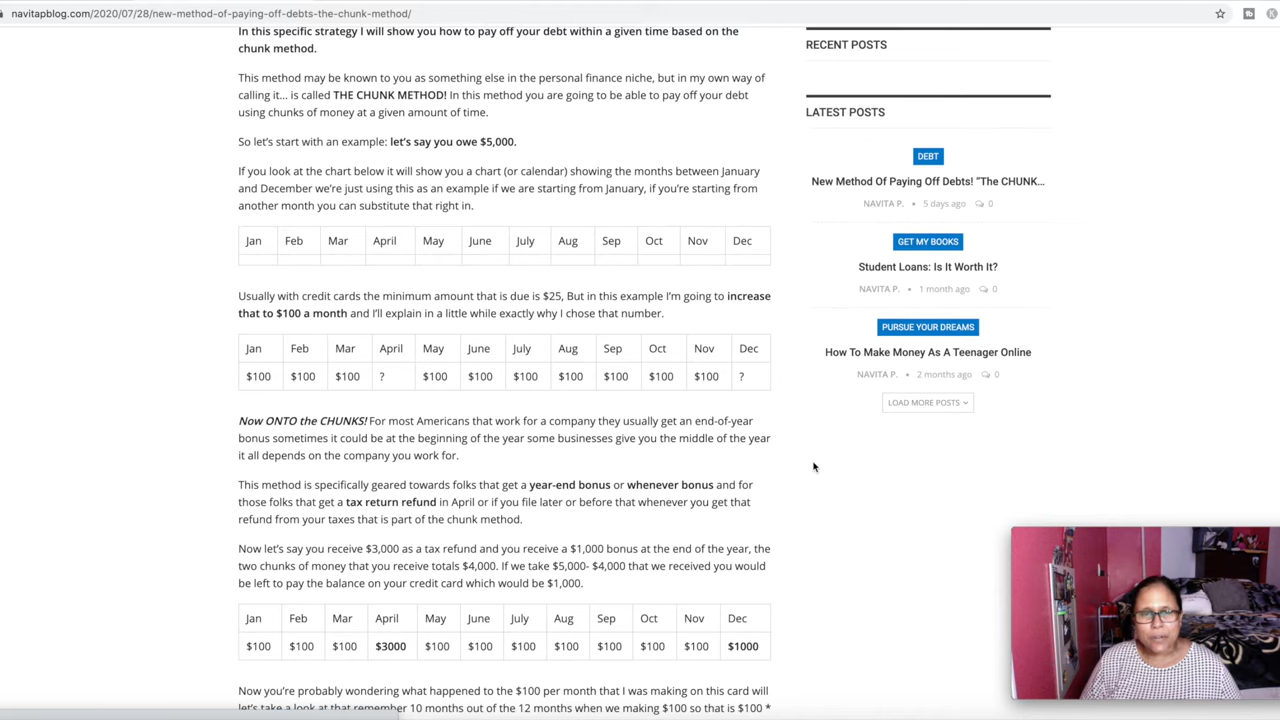 navitapblog.com/2020/07/28/new-method-of-paying-off-debts-the-chunk-method/
In this specific strategy I will show you how to pay off your debt within a given time based on the
chunk method.
This method may be known to you as something else in the personal finance niche, but in my own way of
calling it… is called THE CHUNK METHOD! In this method you are going to be able to pay off your debt
using chunks of money at a given amount of time.
So let's start with an example: let's say you owe $5,000.
If you look at the chart below it will show you a chart (or calendar) showing the months between January
and December we're just using this as an example if we are starting from January, if you're starting from
another month you can substitute that right in.
Jan Feb Mar April May June July Aug Sep Oct Nov Dec
Usually with credit cards the minimum amount that is due is $25, But in this example I'm going to increase
that to $100 a month and I'll explain in a little while exactly why I chose that number.
Jan Feb Mar April May June July Aug Sep Oct Nov Dec
$100 $100 $100 ? $100 $100 $100 $100 $100 $100 $100 ?
Now ONTO the CHUNKS! For most Americans that work for a company they usually get an end-of-year
bonus sometimes it could be at the beginning of the year some businesses give you the middle of the year
it all depends on the company you work for.
This method is specifically geared towards folks that get a year-end bonus or whenever bonus and for
those folks that get a tax return refund in April or if you file later or before that whenever you get that
refund from your taxes that is part of the chunk method.
Now let's say you receive $3,000 as a tax refund and you receive a $1,000 bonus at the end of the year, the
two chunks of money that you receive totals $4,000. If we take $5,000- $4,000 that we received you would
be left to pay the balance on your credit card which would be $1,000.
Jan Feb Mar April May June July Aug Sep Oct Nov Dec
$100 $100 $100 $3000 $100 $100 $100 $100 $100 $100 $100 $1000
Now you're probably wondering what happened to the $100 per month that I was making on this card will
let's take a look at that remember 10 months out of the 12 months when we making $100 so that is $100 *
RECENT POSTS
LATEST POSTS
DEBT
New Method Of Paying Off Debts! "The CHUNK…
NAVITA P. • 5 days ago 0
GET MY BOOKS
Student Loans: Is It Worth It?
NAVITA P. • 1 month ago 0
PURSUE YOUR DREAMS
How To Make Money As A Teenager Online
NAVITA P. • 2 months ago 0
LOAD MORE POSTS